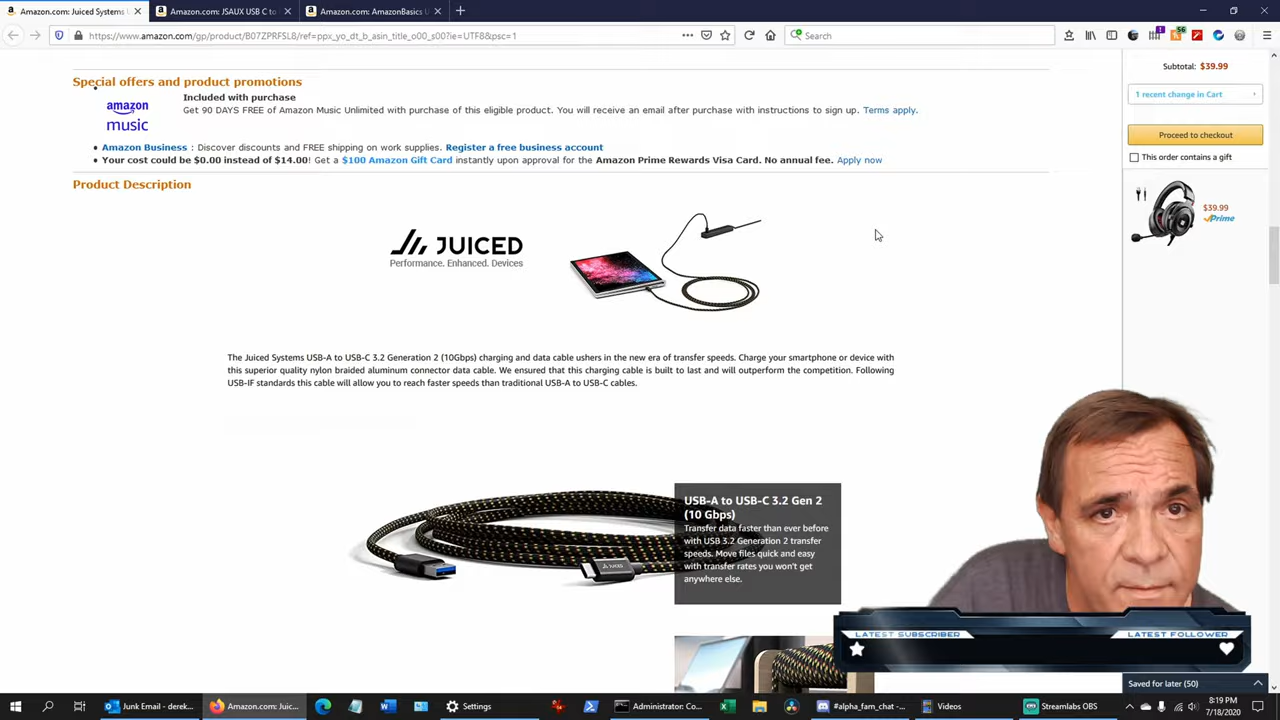 Amazon.com: Juiced Systems U
Amazon.com: JSAUX USB C to
Amazon.com: AmazonBasics U
https://www.amazon.com/gp/product/B07ZPRFSL8/ref=ppx_yo_dt_b_asin_title_o00_s00?ie=UTF8&psc=1
Search
Special offers and product promotions
amazon
music
Included with purchase
Get 90 DAYS FREE of Amazon Music Unlimited with purchase of this eligible product. You will receive an email after purchase with instructions to sign up. Terms apply.
• Amazon Business : Discover discounts and FREE shipping on work supplies. Register a free business account
• Your cost could be $0.00 instead of $14.00! Get a $100 Amazon Gift Card instantly upon approval for the Amazon Prime Rewards Visa Card. No annual fee. Apply now
Product Description
JUICED
Performance. Enhanced. Devices
The Juiced Systems USB-A to USB-C 3.2 Generation 2 (10Gbps) charging and data cable ushers in the new era of transfer speeds. Charge your smartphone or device with
this superior quality nylon braided aluminum connector data cable. We ensured that this charging cable is built to last and will outperform the competition. Following
USB-IF standards this cable will allow you to reach faster speeds than traditional USB-A to USB-C cables.
USB-A to USB-C 3.2 Gen 2
(10 Gbps)
Transfer data faster than ever before
with USB 3.2 Generation 2 transfer
speeds. Move files quick and easy
with transfer rates you won't get
anywhere else.
Subtotal: $39.99
1 recent change in Cart
Proceed to checkout
This order contains a gift
$39.99
Prime
LATEST SUBSCRIBER
LATEST FOLLOWER
Saved for later (50)
Junk Email - derek...
Amazon.com: Juic...
Settings
Administrator: Co...
#alpha_fam_chat -...
Videos
Streamlabs OBS
8:19 PM
7/18/2020